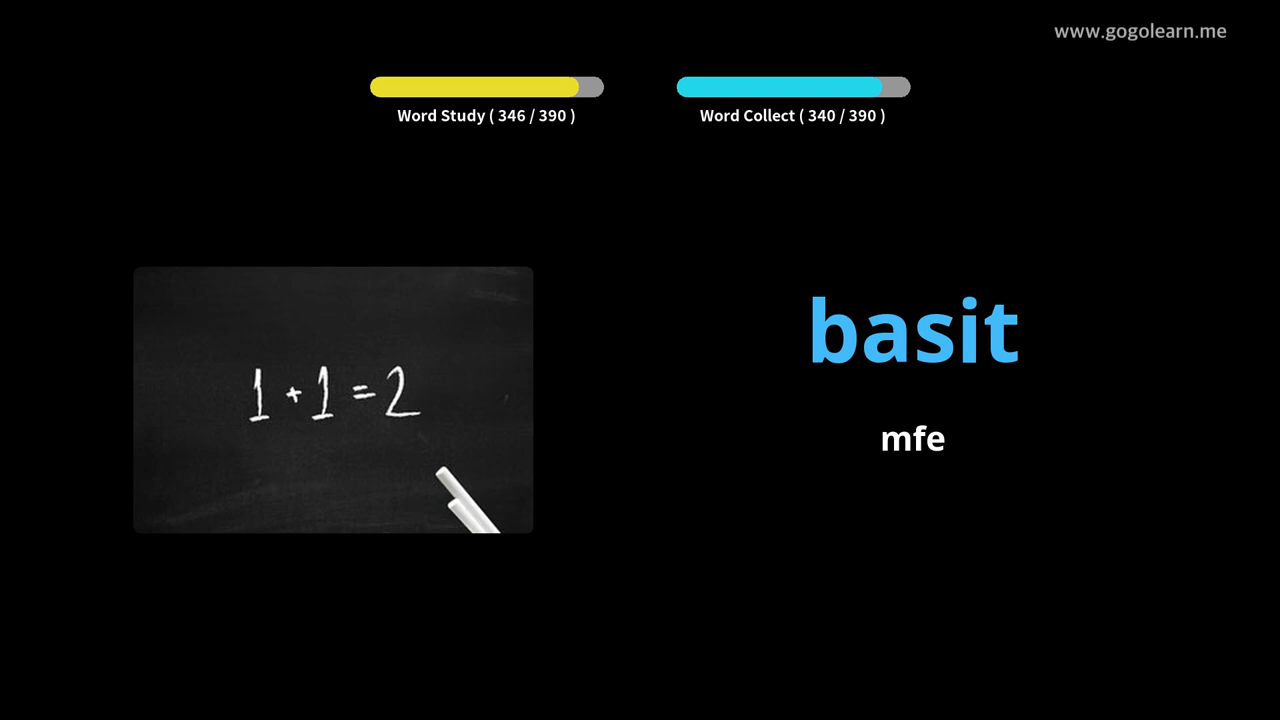 www.gogolearn.me
Word Study ( 346 / 390 )
Word Collect ( 340 / 390 )
1 + 1 = 2
basit
mfe